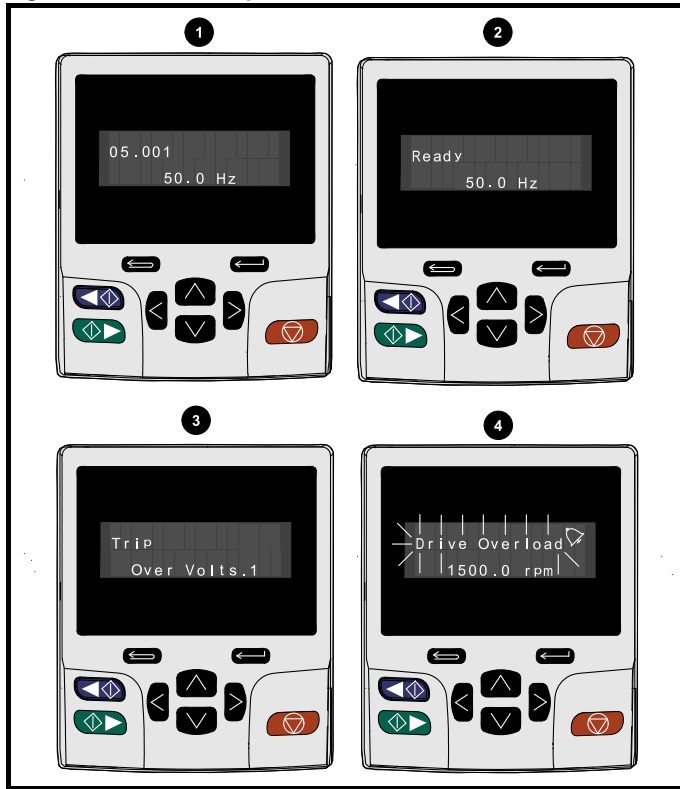 1
2
05.001
50.0 Hz
Ready
50.0 Hz
3
4
Trip
Over Volts.1
Drive Overload
1500.0 rpm